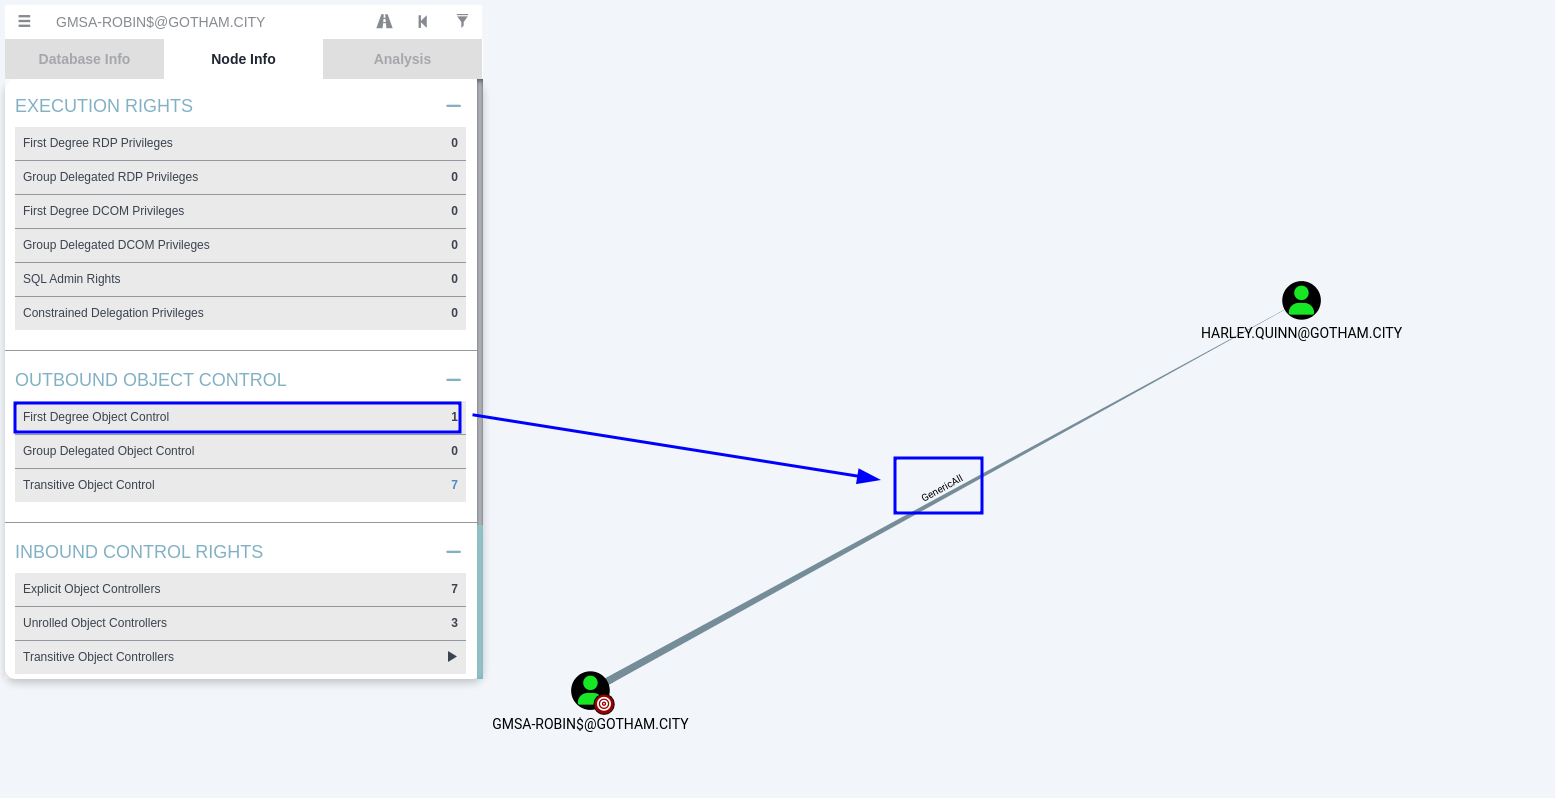 GMSA-ROBIN$@GOTHAM.CITY
Database Info
Node Info
Analysis
EXECUTION RIGHTS
First Degree RDP Privileges 0
Group Delegated RDP Privileges 0
First Degree DCOM Privileges 0
Group Delegated DCOM Privileges 0
SQL Admin Rights 0
Constrained Delegation Privileges 0
OUTBOUND OBJECT CONTROL
First Degree Object Control 1
Group Delegated Object Control 0
Transitive Object Control 7
INBOUND CONTROL RIGHTS
Explicit Object Controllers 7
Unrolled Object Controllers 3
Transitive Object Controllers
HARLEY.QUINN@GOTHAM.CITY
GenericAll
GMSA-ROBIN$@GOTHAM.CITY